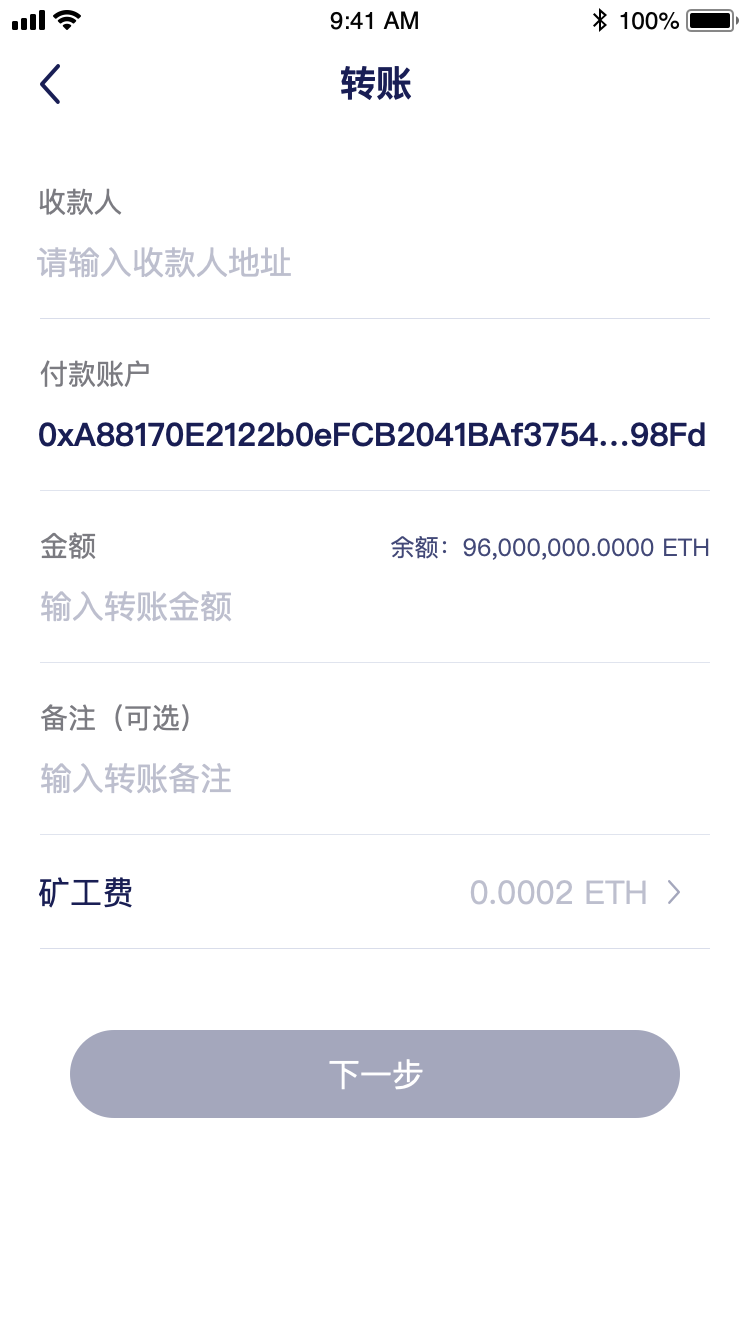 9:41 AM
100%
转账
收款人
请输入收款人地址
付款账户
0xA88170E2122b0eFCB2041BAf3754...98Fd
金额
余额：96,000,000.0000 ETH
输入转账金额
备注（可选）
输入转账备注
矿工费
0.0002 ETH
下一步